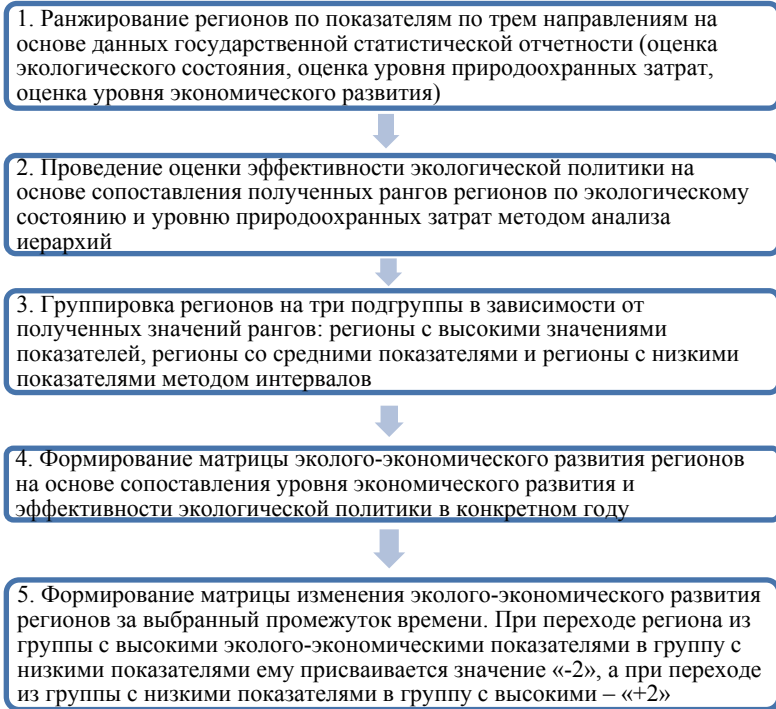 1. Ранжирование регионов по показателям по трем направлениям на
основе данных государственной статистической отчетности (оценка
экологического состояния, оценка уровня природоохранных затрат,
оценка уровня экономического развития)
2. Проведение оценки эффективности экологической политики на
основе сопоставления полученных рангов регионов по экологическому
состоянию и уровню природоохранных затрат методом анализа
иерархий
3. Группировка регионов на три подгруппы в зависимости от
полученных значений рангов: регионы с высокими значениями
показателей, регионы со средними показателями и регионы с низкими
показателями методом интервалов
4. Формирование матрицы эколого-экономического развития регионов
на основе сопоставления уровня экономического развития и
эффективности экологической политики в конкретном году
5. Формирование матрицы изменения эколого-экономического развития
регионов за выбранный промежуток времени. При переходе региона из
группы с высокими эколого-экономическими показателями в группу с
низкими показателями ему присваивается значение «-2», а при переходе
из группы с низкими показателями в группу с высокими – «+2»